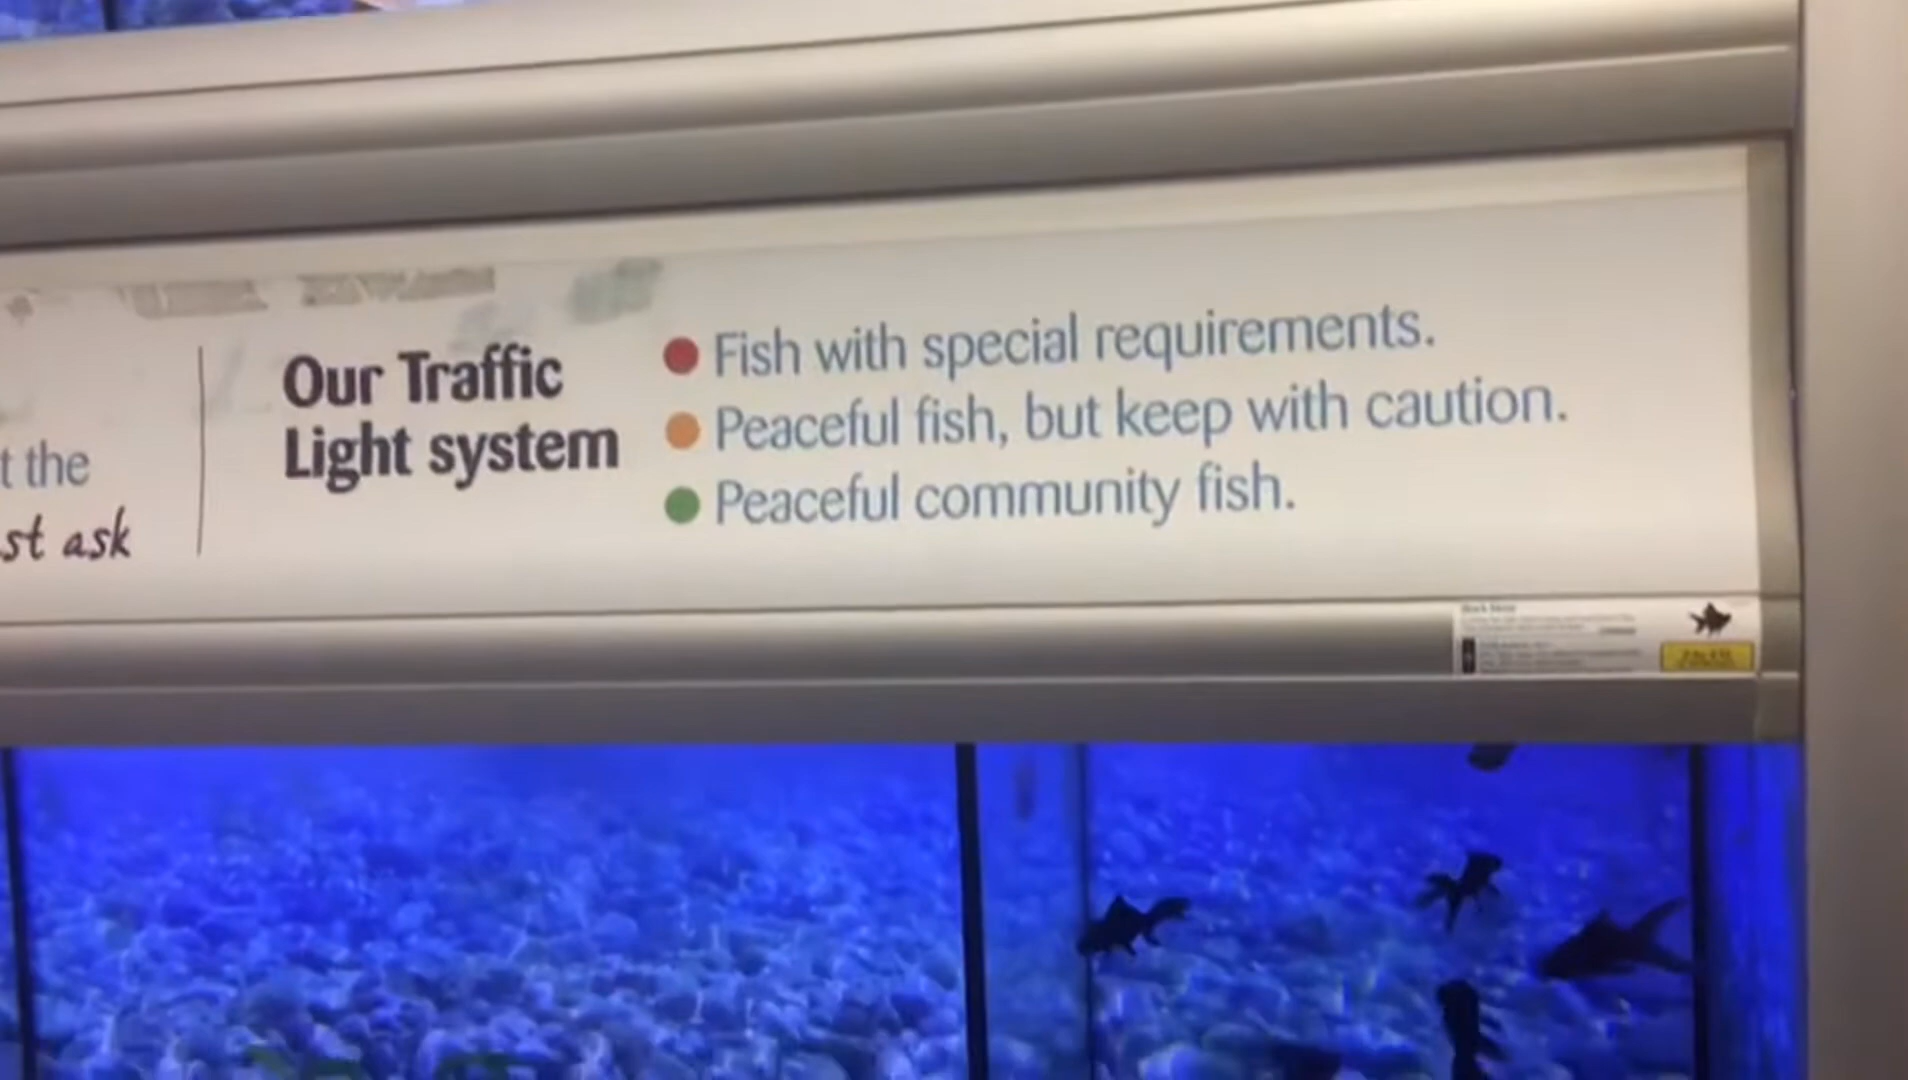 t the
st ask
Our Traffic
Light system
Fish with special requirements.
Peaceful fish, but keep with caution.
Peaceful community fish.